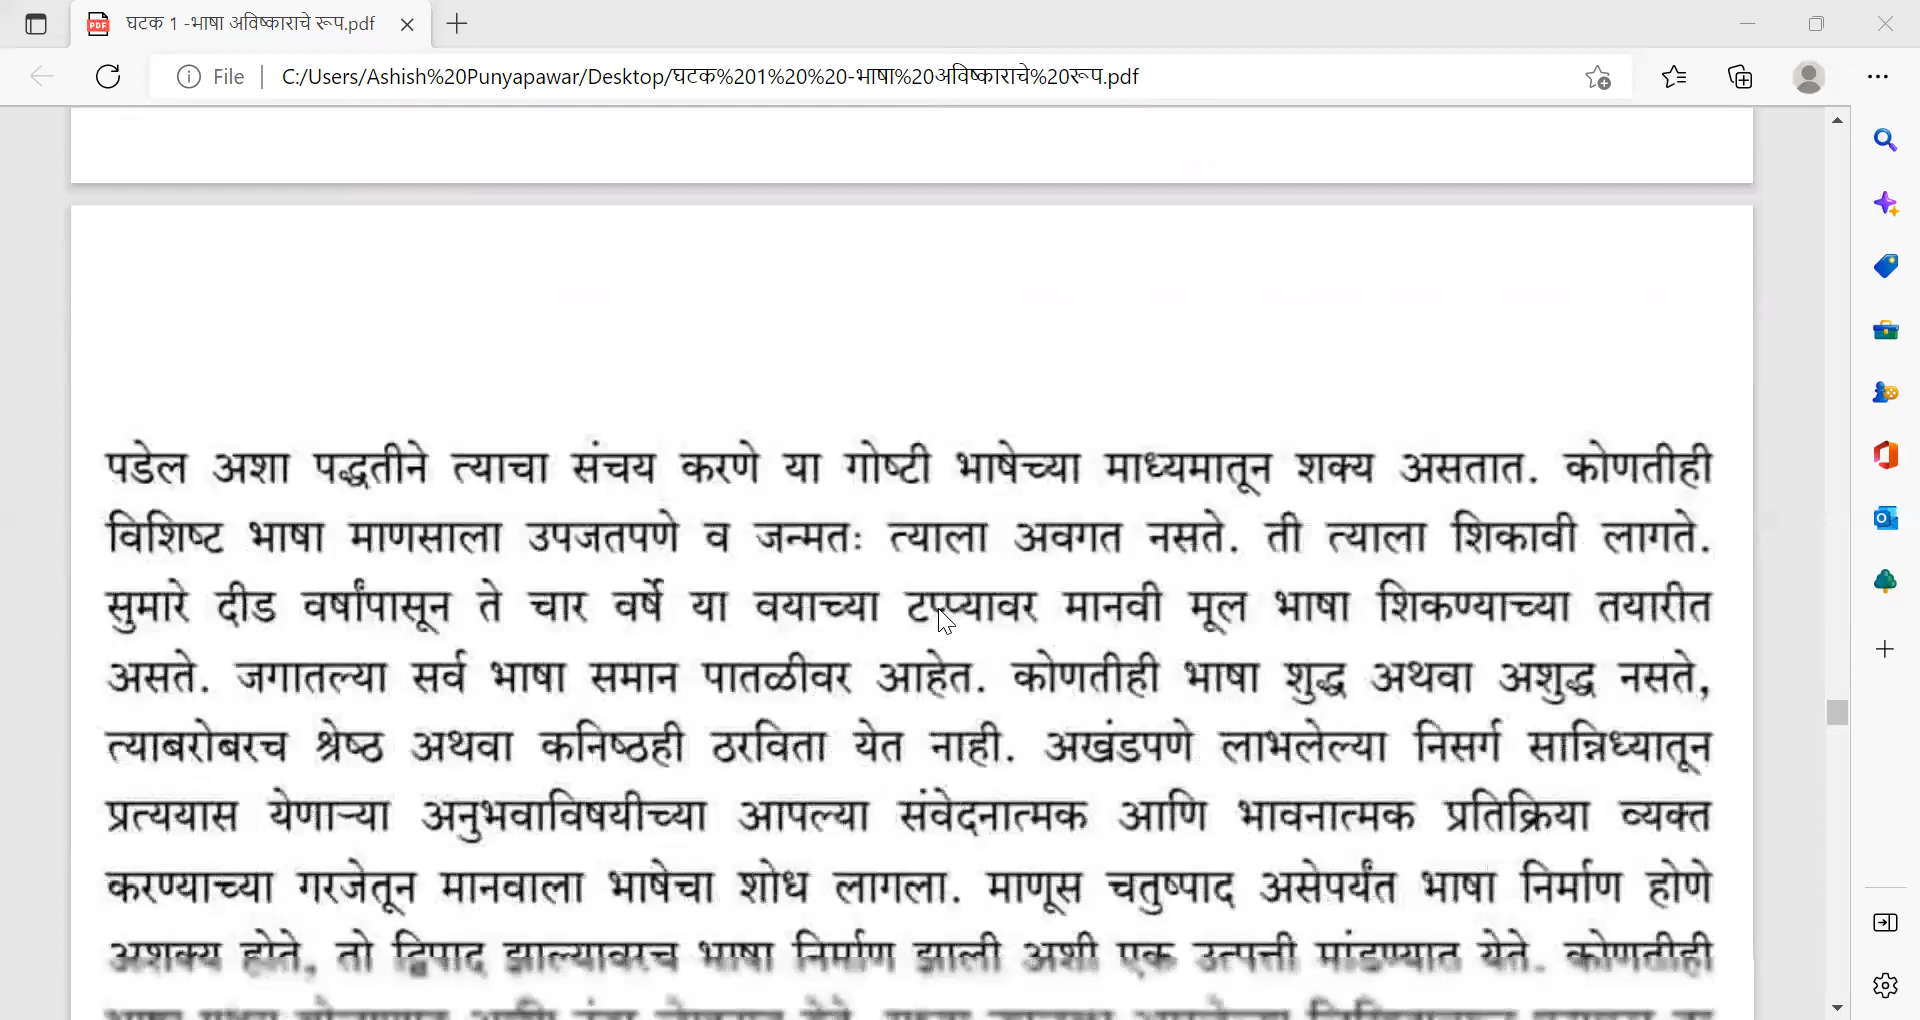 घटक 1 -भाषा अविष्काराचे रूप.pdf
File
C:/Users/Ashish%20Punyapawar/Desktop/घटक%201%20%20-भाषा%20अविष्काराचे%20रूप.pdf
पडेल अशा पद्धतीने त्याचा संचय करणे या गोष्टी भाषेच्या माध्यमातून शक्य असतात. कोणतीही
विशिष्ट भाषा माणसाला उपजतपणे व जन्मतः त्याला अवगत नसते. ती त्याला शिकावी लागते.
सुमारे दीड वर्षांपासून ते चार वर्षे या वयाच्या टप्प्यावर मानवी मूल भाषा शिकण्याच्या तयारीत
असते. जगातल्या सर्व भाषा समान पातळीवर आहेत. कोणतीही भाषा शुद्ध अथवा अशुद्ध नसते,
त्याबरोबरच श्रेष्ठ अथवा कनिष्ठही ठरविता येत नाही. अखंडपणे लाभलेल्या निसर्ग सान्निध्यातून
प्रत्ययास येणाऱ्या अनुभवाविषयीच्या आपल्या संवेदनात्मक आणि भावनात्मक प्रतिक्रिया व्यक्त
करण्याच्या गरजेतून मानवाला भाषेचा शोध लागला. माणूस चतुष्पाद असेपर्यंत भाषा निर्माण होणे
अशक्य होते, तो द्विपाद झाल्यावरच भाषा निर्माण झाली अशी एक उत्पत्ती मांडण्यात येते. कोणतीही